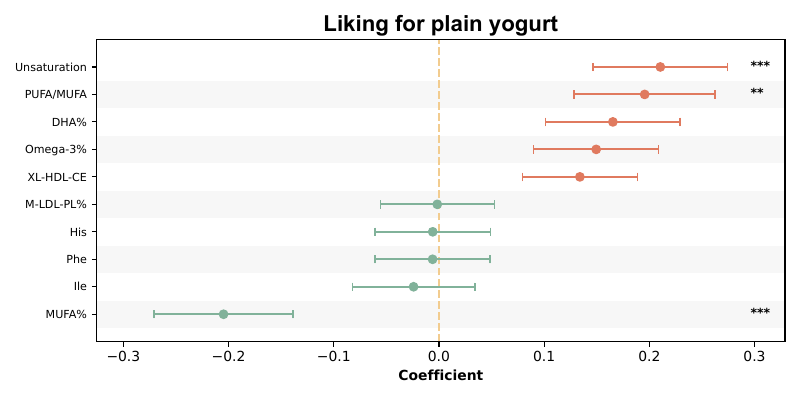 Liking for plain yogurt
Unsaturation ***
PUFA/MUFA **
DHA%
Omega-3%
XL-HDL-CE
M-LDL-PL%
His
Phe
Ile
MUFA% ***
−0.3 −0.2 −0.1 0.0 0.1 0.2 0.3
Coefficient